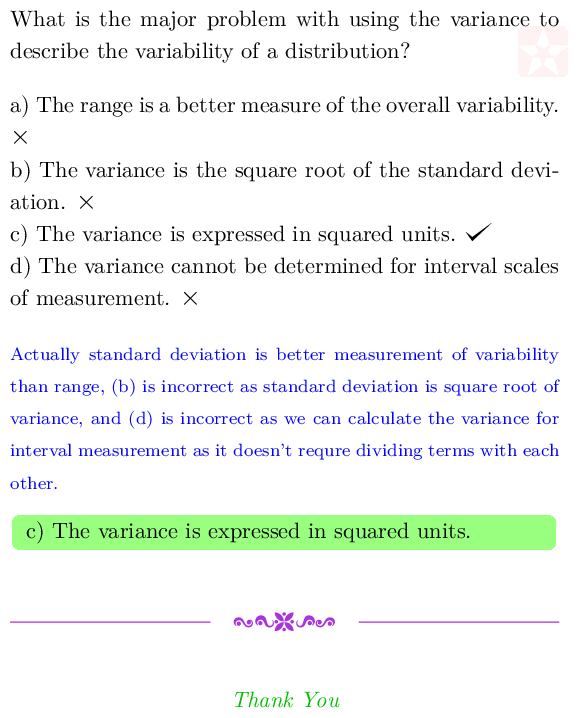 What is the major problem with using the variance to
describe the variability of a distribution?
a) The range is a better measure of the overall variability.
×
b) The variance is the square root of the standard devi-
ation. ×
c) The variance is expressed in squared units. ✓
d) The variance cannot be determined for interval scales
of measurement. ×
Actually standard deviation is better measurement of variability
than range, (b) is incorrect as standard deviation is square root of
variance, and (d) is incorrect as we can calculate the variance for
interval measurement as it doesn't requre dividing terms with each
other.
c) The variance is expressed in squared units.
Thank You